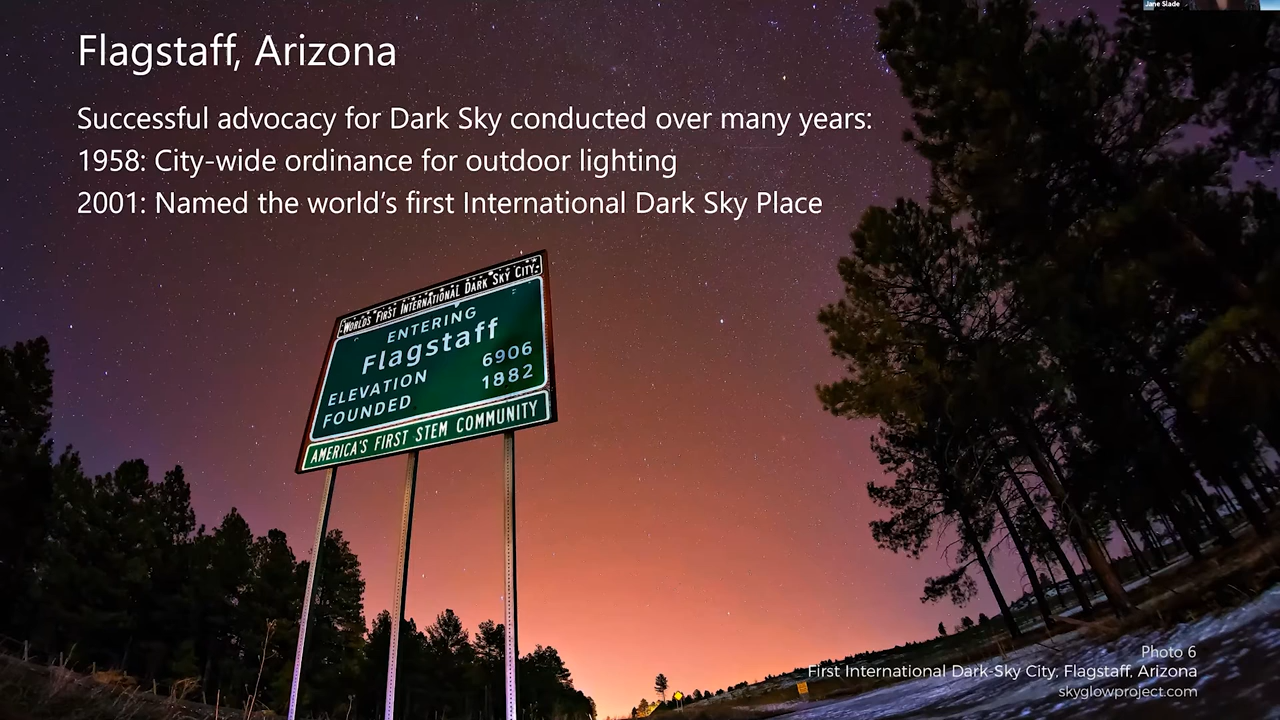 Jane Slade
Flagstaff, Arizona
Successful advocacy for Dark Sky conducted over many years:
1958: City-wide ordinance for outdoor lighting
2001: Named the world's first International Dark Sky Place
WORLD'S FIRST INTERNATIONAL DARK SKY CITY
ENTERING
Flagstaff
ELEVATION 6906
FOUNDED 1882
AMERICA'S FIRST STEM COMMUNITY
Photo 6
First International Dark-Sky City, Flagstaff, Arizona
skyglowproject.com